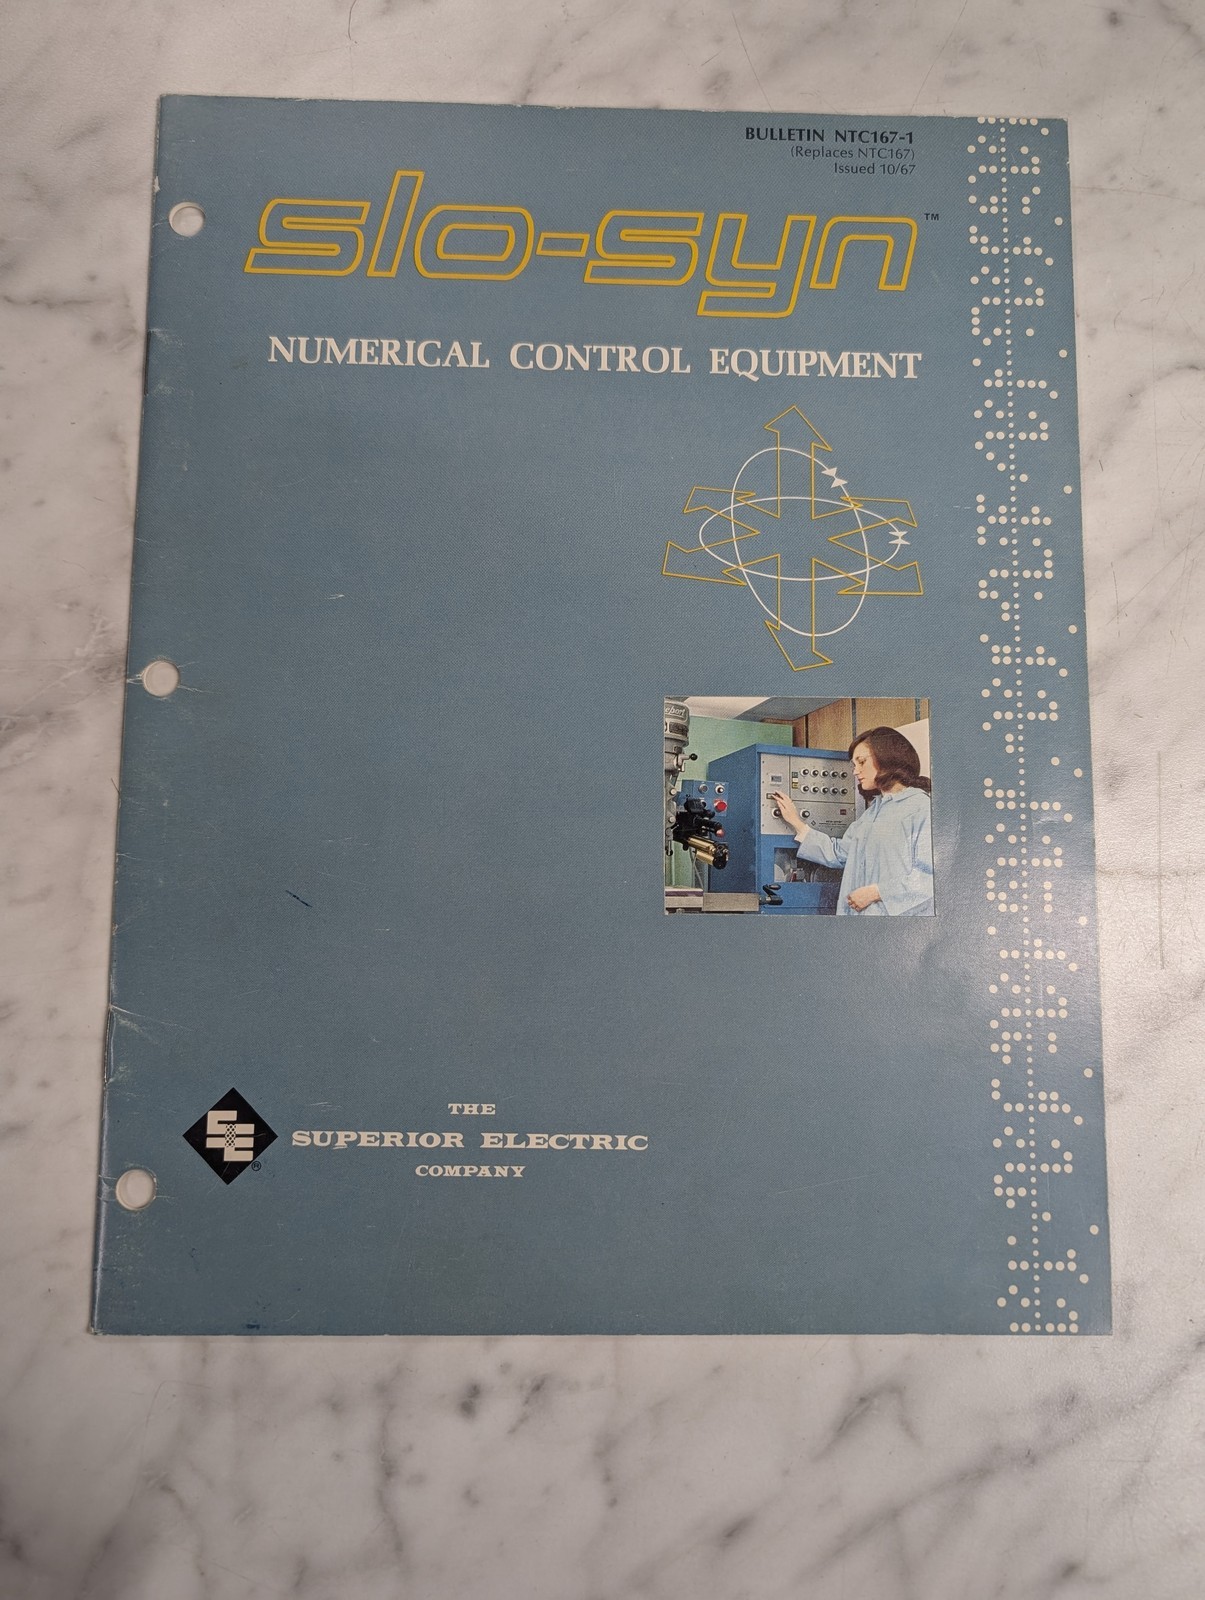 BULLETIN NTC167-1
(Replaces NTC167)
Issued 10/67
slo-syn™
NUMERICAL CONTROL EQUIPMENT
THE
SUPERIOR ELECTRIC
COMPANY
®